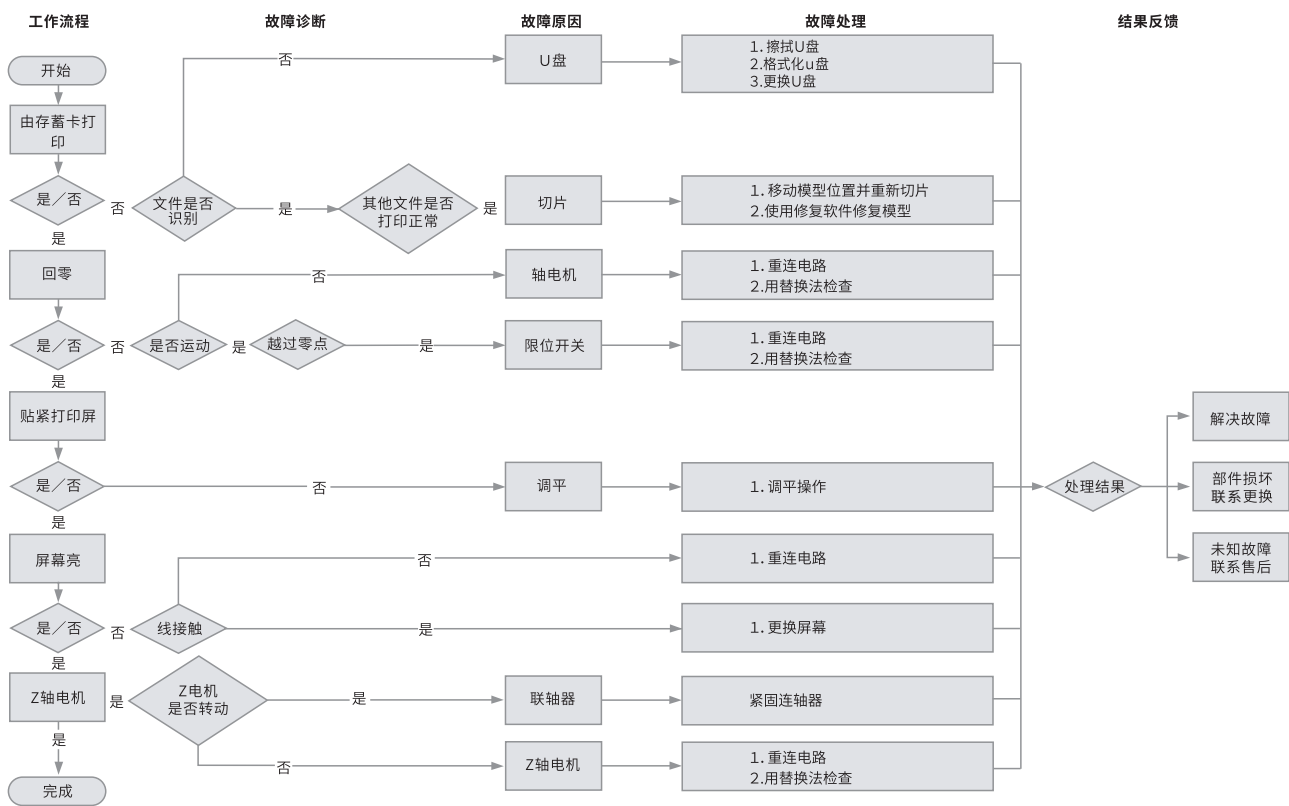 工作流程
故障诊断
故障原因
故障处理
结果反馈
开始
否
U盘
1. 擦拭U盘
2.格式化u盘
3.更换U盘
由存蓄卡打
印
是／否
否
文件是否
识别
是
其他文件是否
打印正常
是
切片
1. 移动模型位置并重新切片
2.使用修复软件修复模型
是
回零
否
轴电机
1. 重连电路
2.用替换法检查
是／否
否
是否运动
是
越过零点
是
限位开关
1. 重连电路
2.用替换法检查
是
贴紧打印屏
解决故障
是／否
否
调平
1. 调平操作
处理结果
部件损坏
联系更换
是
屏幕亮
否
1. 重连电路
未知故障
联系售后
是／否
否
线接触
是
1. 更换屏幕
是
Z轴电机
是
Z电机
是否转动
是
联轴器
紧固连轴器
是
否
Z轴电机
1. 重连电路
2.用替换法检查
完成